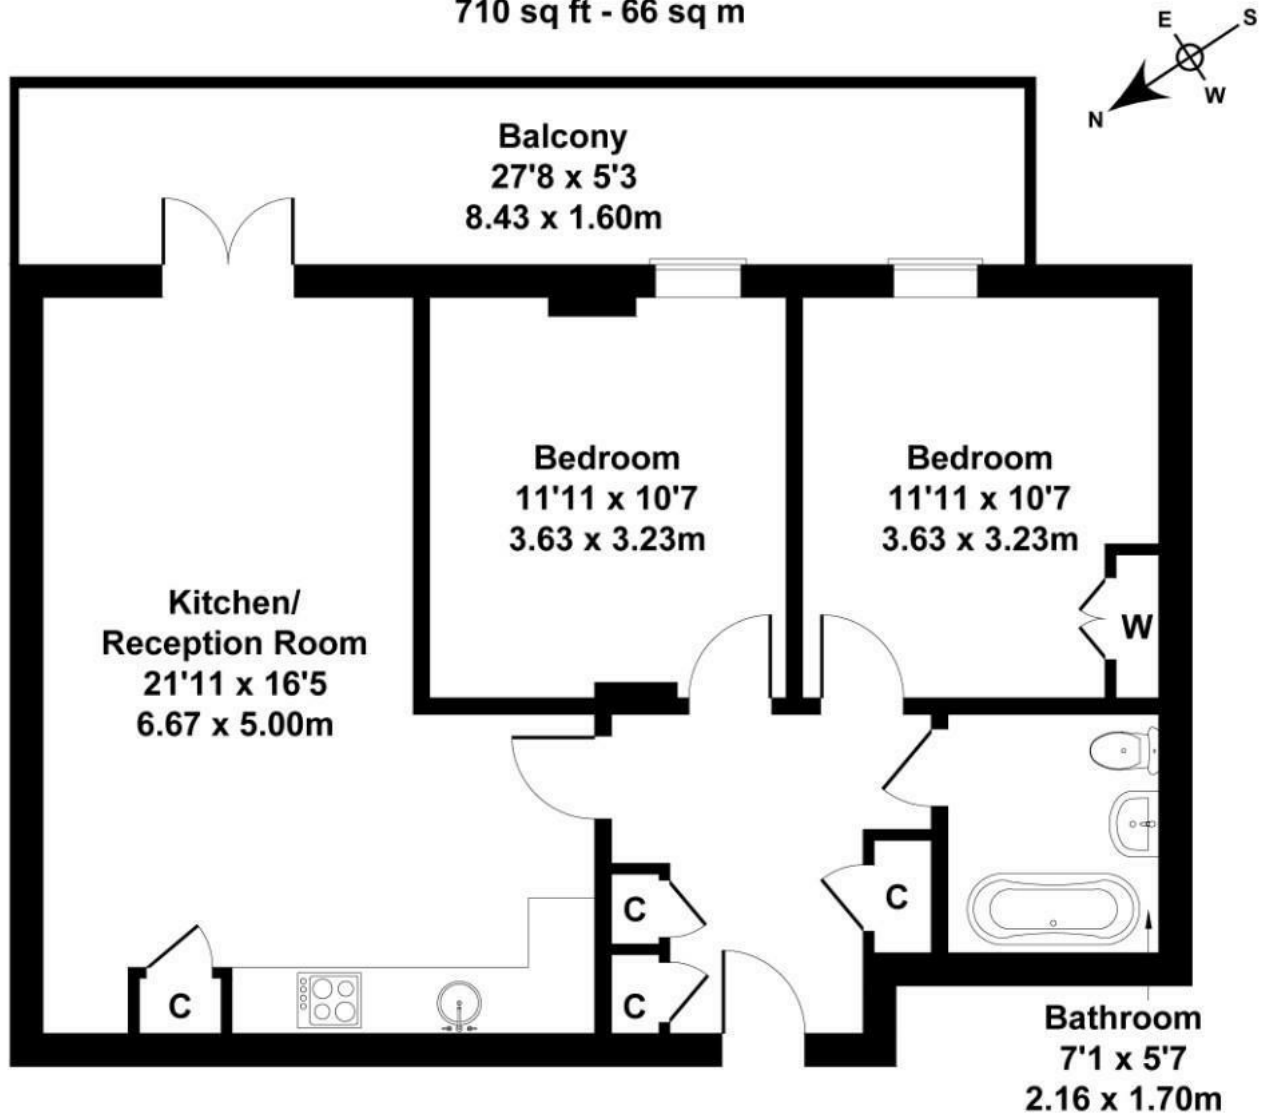 710 sq ft - 66 sq m
E
S
W
N
Balcony
27'8 x 5'3
8.43 x 1.60m
Bedroom
11'11 x 10'7
3.63 x 3.23m
Bedroom
11'11 x 10'7
3.63 x 3.23m
Kitchen/
Reception Room
21'11 x 16'5
6.67 x 5.00m
W
C
C
C
C
Bathroom
7'1 x 5'7
2.16 x 1.70m